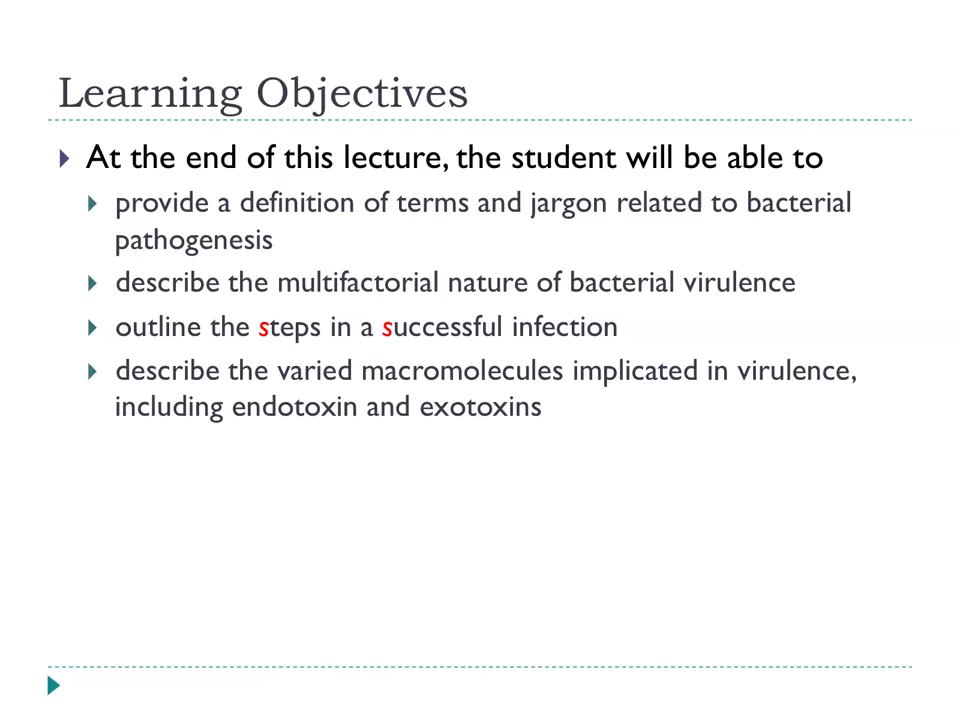 Learning Objectives
At the end of this lecture, the student will be able to
provide a definition of terms and jargon related to bacterial
pathogenesis
describe the multifactorial nature of bacterial virulence
outline the steps in a successful infection
describe the varied macromolecules implicated in virulence,
including endotoxin and exotoxins